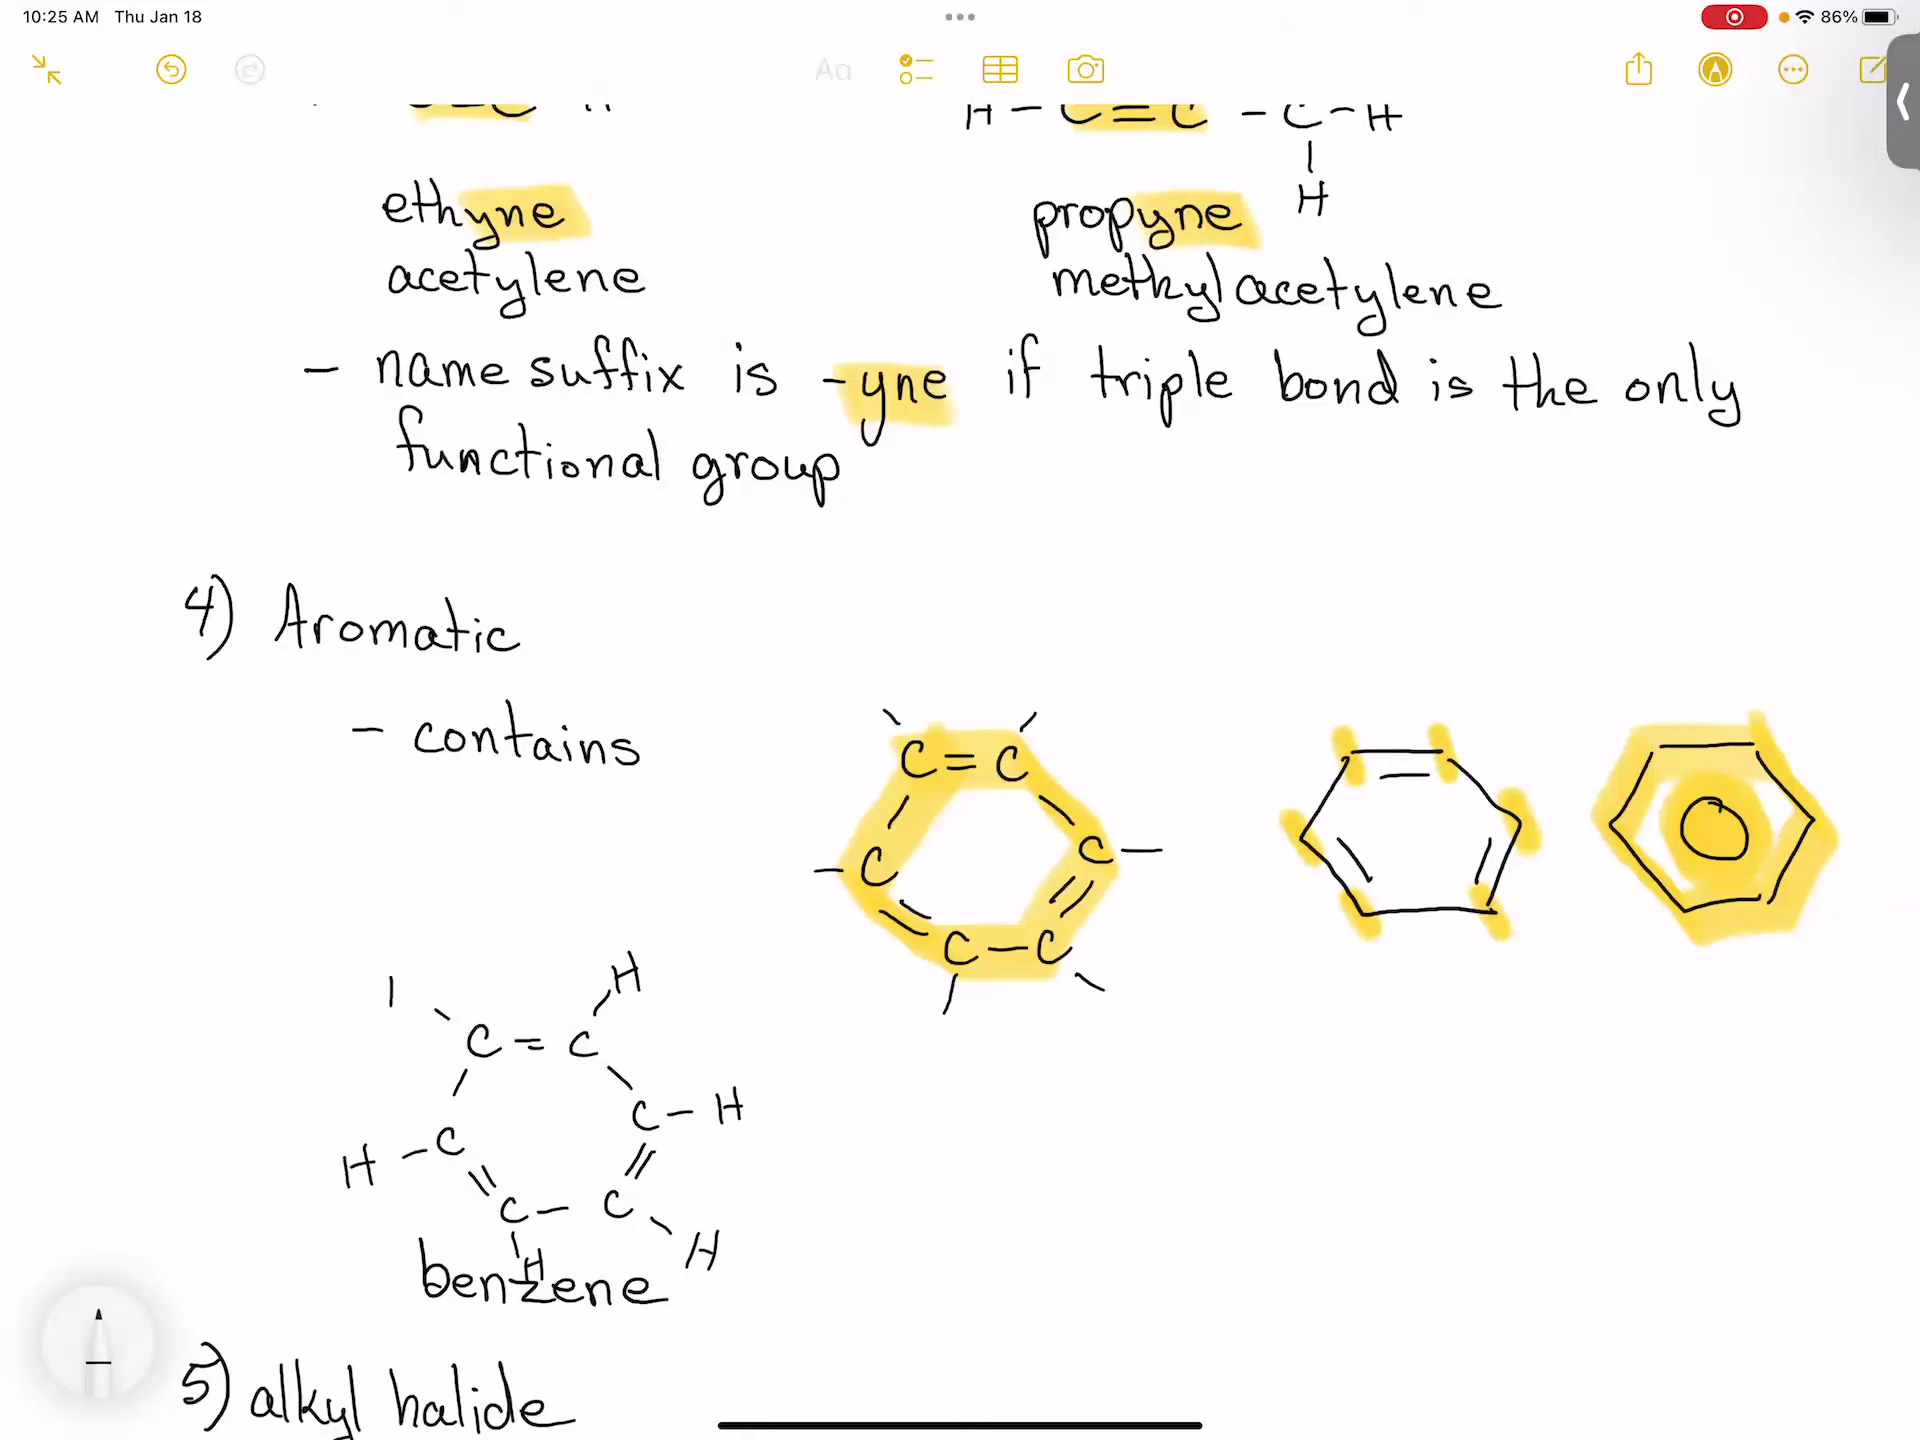 10:25 AM Thu Jan 18
86%
Aa
H - C ≡ C - C - H
H
ethyne
propyne
acetylene
methylacetylene
- name suffix is -yne if triple bond is the only
functional group
4) Aromatic
- contains
C = C
C C
C - C
H
C = C
C - H
H - C
C - C
H H
benzene
5) alkyl halide